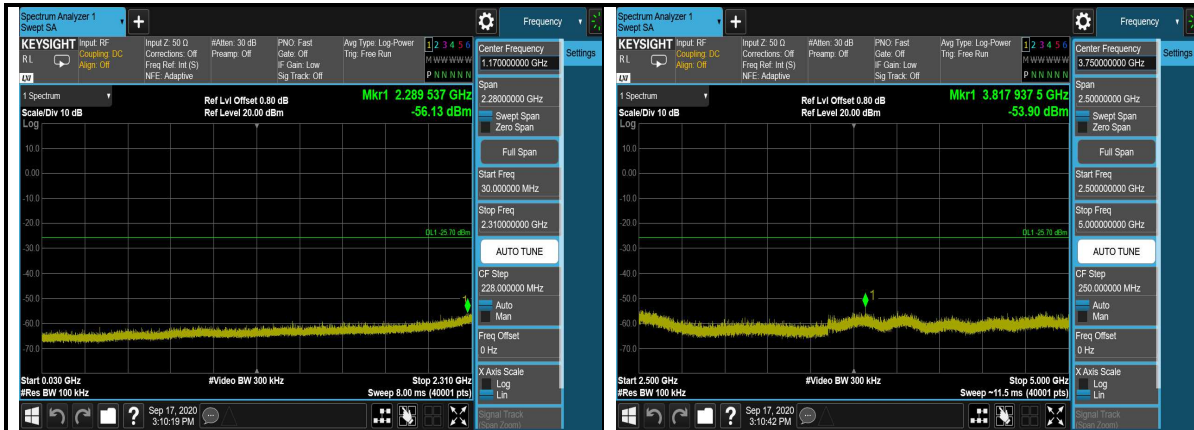 Spectrum Analyzer 1
Swept SA
Frequency
KEYSIGHT
RL
LXI
Input: RF
Coupling: DC
Align: Off
Input Z: 50 Ω
Corrections: Off
Freq Ref: Int (S)
NFE: Adaptive
#Atten: 30 dB
Preamp: Off
PNO: Fast
Gate: Off
IF Gain: Low
Sig Track: Off
Avg Type: Log-Power
Trig: Free Run
1 2 3 4 5 6
M W W W W W
P N N N N N
Center Frequency
1.170000000 GHz
Settings
1 Spectrum
Scale/Div 10 dB
Log
Ref Lvl Offset 0.80 dB
Ref Level 20.00 dBm
Mkr1 2.289 537 GHz
-56.13 dBm
10.0
0.00
-10.0
-20.0
-30.0
-40.0
-50.0
-60.0
-70.0
DL1 -25.70 dBm
1
Start 0.030 GHz
#Res BW 100 kHz
#Video BW 300 kHz
Stop 2.310 GHz
Sweep 8.00 ms (40001 pts)
Span
2.28000000 GHz
Swept Span
Zero Span
Full Span
Start Freq
30.000000 MHz
Stop Freq
2.310000000 GHz
AUTO TUNE
CF Step
228.000000 MHz
Auto
Man
Freq Offset
0 Hz
X Axis Scale
Log
Lin
Signal Track
(Span Zoom)
?
Sep 17, 2020
3:10:19 PM
Spectrum Analyzer 1
Swept SA
Frequency
KEYSIGHT
RL
LXI
Input: RF
Coupling: DC
Align: Off
Input Z: 50 Ω
Corrections: Off
Freq Ref: Int (S)
NFE: Adaptive
#Atten: 30 dB
Preamp: Off
PNO: Fast
Gate: Off
IF Gain: Low
Sig Track: Off
Avg Type: Log-Power
Trig: Free Run
1 2 3 4 5 6
M W W W W W
P N N N N N
Center Frequency
3.750000000 GHz
Settings
1 Spectrum
Scale/Div 10 dB
Log
Ref Lvl Offset 0.80 dB
Ref Level 20.00 dBm
Mkr1 3.817 937 5 GHz
-53.90 dBm
10.0
0.00
-10.0
-20.0
-30.0
-40.0
-50.0
-60.0
-70.0
DL1 -25.70 dBm
1
Start 2.500 GHz
#Res BW 100 kHz
#Video BW 300 kHz
Stop 5.000 GHz
Sweep ~11.5 ms (40001 pts)
Span
2.50000000 GHz
Swept Span
Zero Span
Full Span
Start Freq
2.500000000 GHz
Stop Freq
5.000000000 GHz
AUTO TUNE
CF Step
250.000000 MHz
Auto
Man
Freq Offset
0 Hz
X Axis Scale
Log
Lin
Signal Track
(Span Zoom)
?
Sep 17, 2020
3:10:42 PM